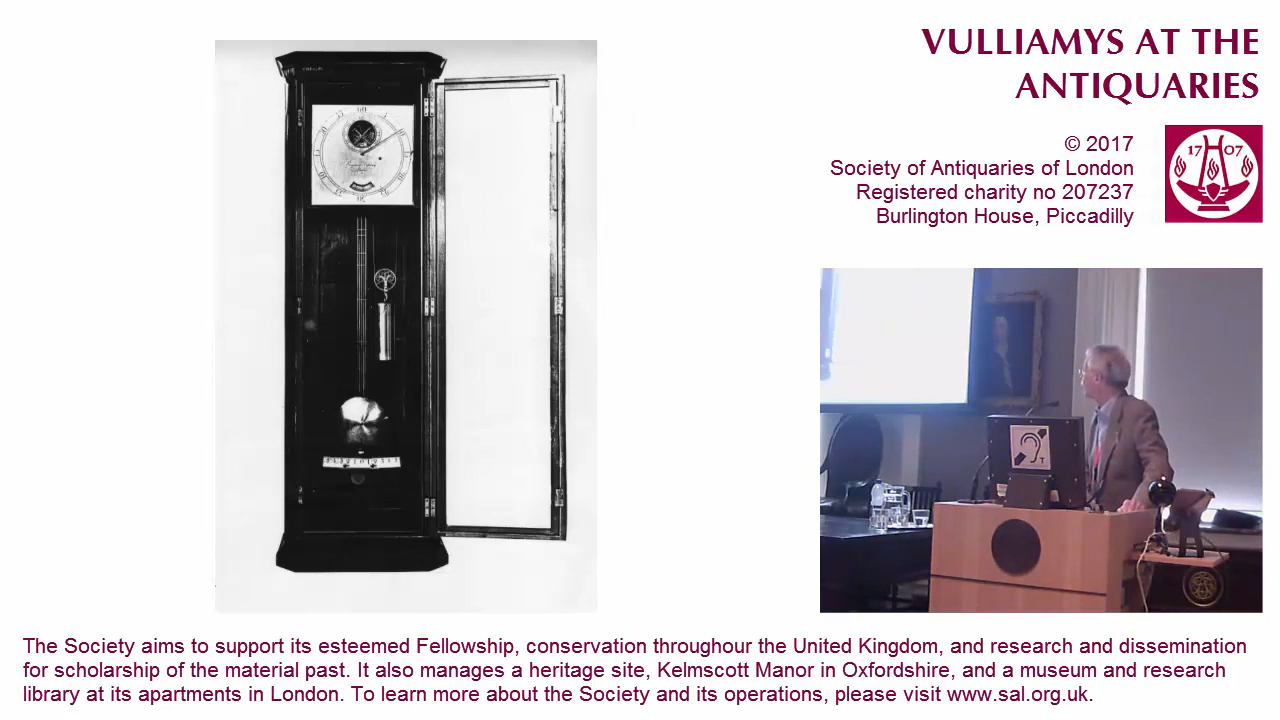 VULLIAMYS AT THE
ANTIQUARIES
© 2017
Society of Antiquaries of London
Registered charity no 207237
Burlington House, Piccadilly
17 07
60
T
The Society aims to support its esteemed Fellowship, conservation throughour the United Kingdom, and research and dissemination
for scholarship of the material past. It also manages a heritage site, Kelmscott Manor in Oxfordshire, and a museum and research
library at its apartments in London. To learn more about the Society and its operations, please visit www.sal.org.uk.